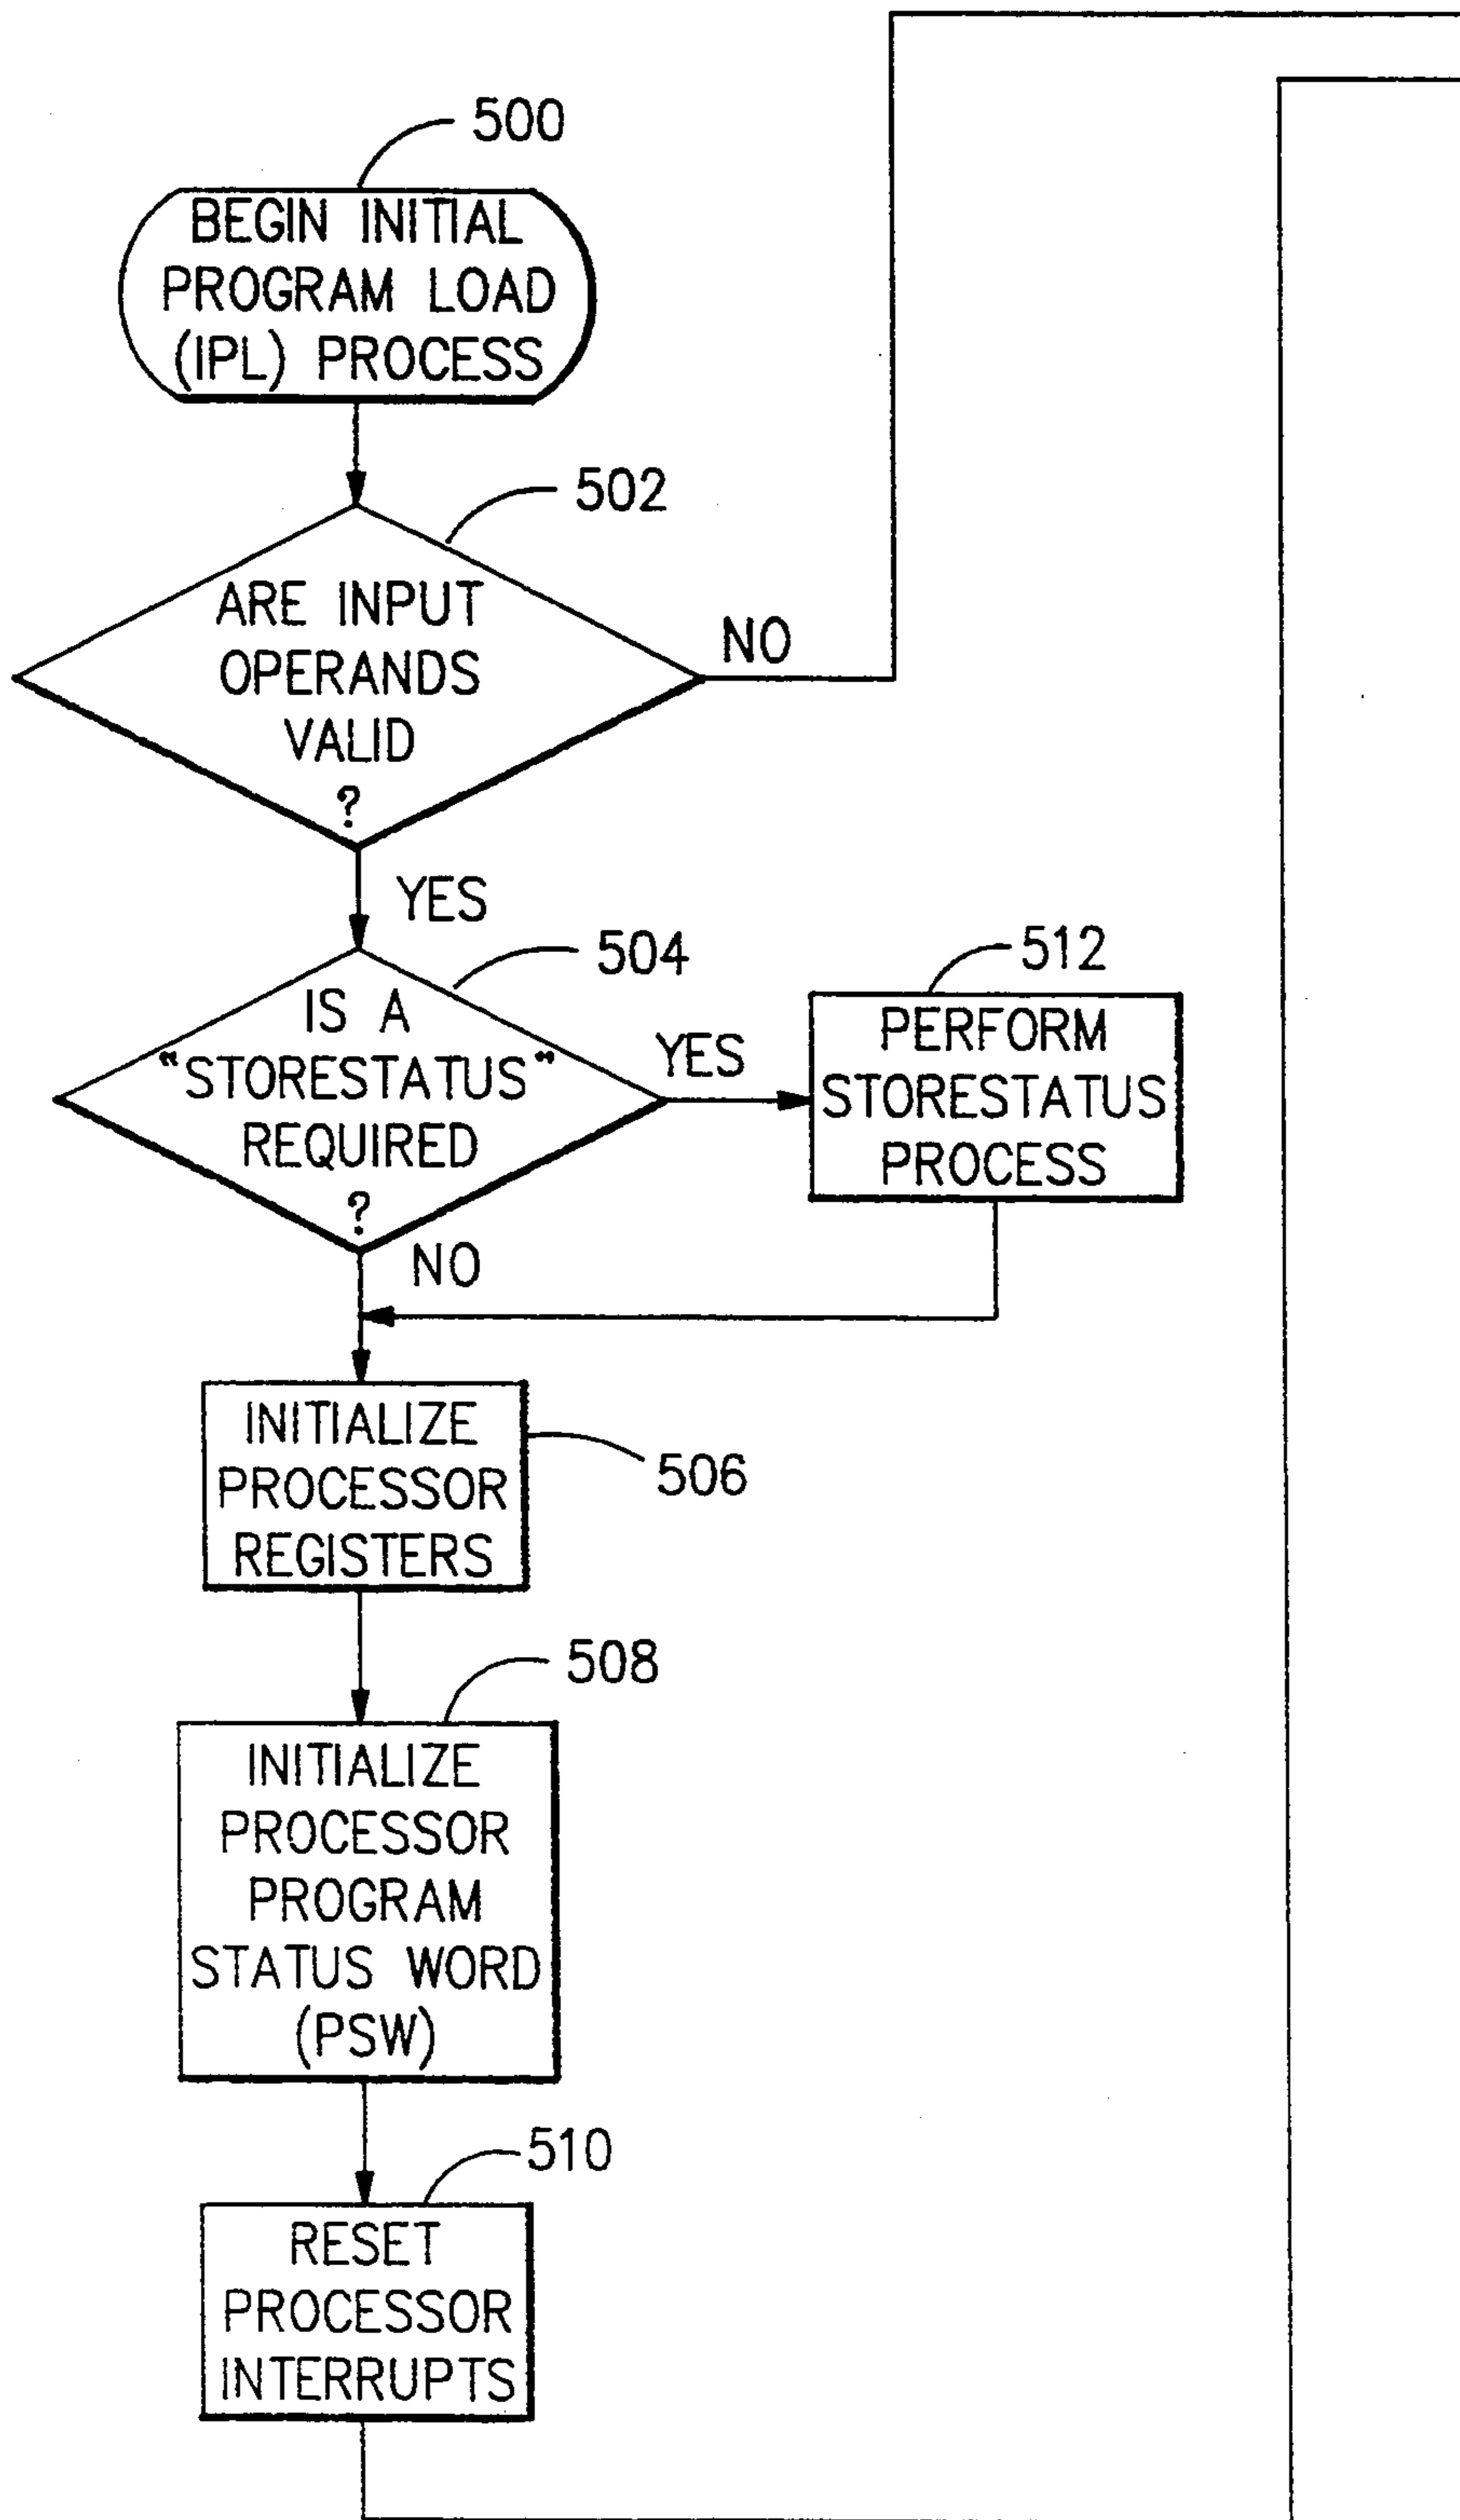 500
BEGIN INITIAL
PROGRAM LOAD
(IPL) PROCESS
502
ARE INPUT
OPERANDS
VALID
?
NO
YES
504
IS A
“STORESTATUS”
REQUIRED
?
YES
512
PERFORM
STORESTATUS
PROCESS
NO
INITIALIZE
PROCESSOR
REGISTERS
506
508
INITIALIZE
PROCESSOR
PROGRAM
STATUS WORD
(PSW)
510
RESET
PROCESSOR
INTERRUPTS